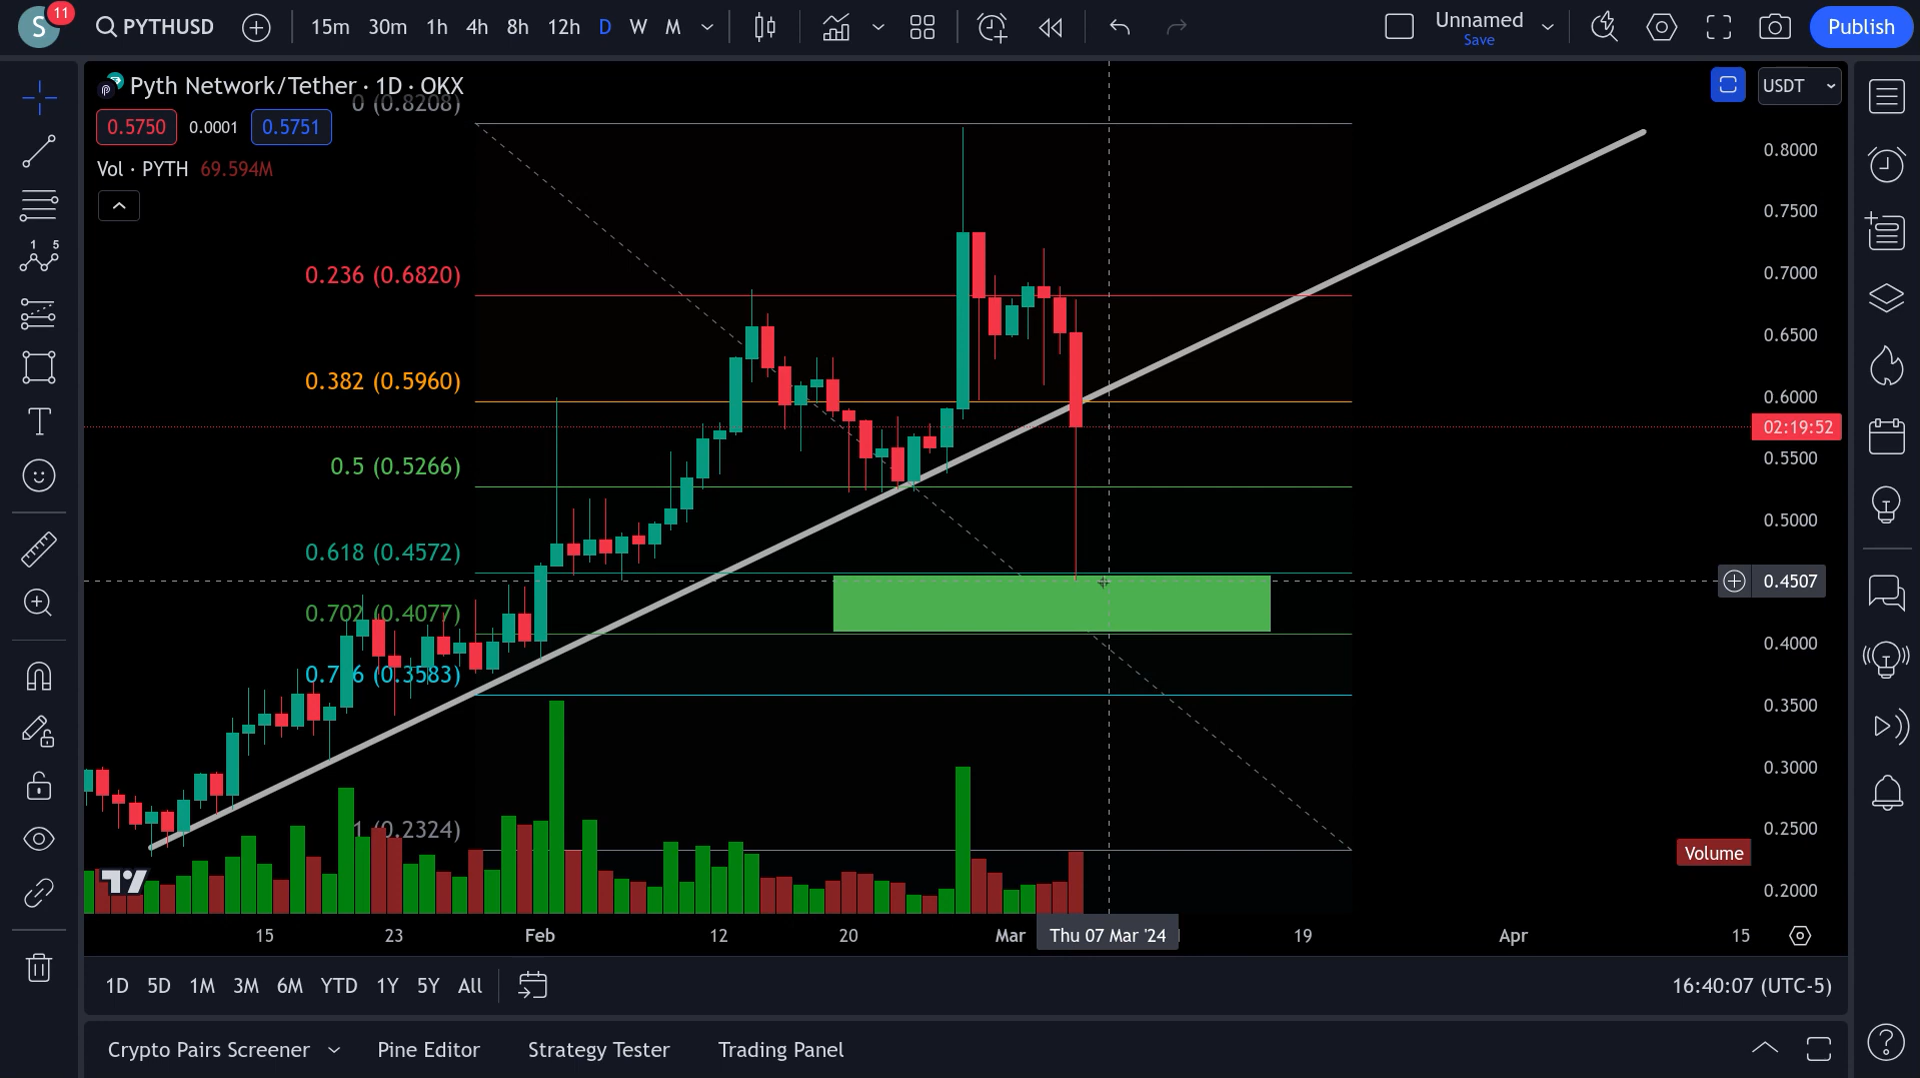 S
11
PYTHUSD
15m 30m 1h 4h 8h 12h D W M
Unnamed
Save
Publish
Pyth Network/Tether · 1D · OKX
USDT
0 (0.8208)
0.5750 0.0001 0.5751
Vol · PYTH 69.594M
0.236 (0.6820)
0.382 (0.5960)
0.5 (0.5266)
0.618 (0.4572)
0.702 (0.4077)
(0.3583)
1 (0.2324)
0.8000
0.7500
0.7000
0.6500
0.6000
02:19:52
0.5500
0.5000
0.4507
0.4000
0.3500
0.3000
0.2500
Volume
0.2000
1 5
T
TV
15 23 Feb 12 20 Mar Thu 07 Mar '24 19 Apr 15
1D 5D 1M 3M 6M YTD 1Y 5Y All
16:40:07 (UTC-5)
Crypto Pairs Screener Pine Editor Strategy Tester Trading Panel